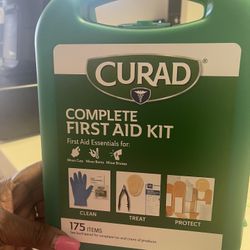 CURAD
COMPLETE
FIRST AID KIT
First Aid Essentials for:
Minor Cuts Minor Burns Minor Scrapes
CLEAN
TREAT
PROTECT
175 ITEMS